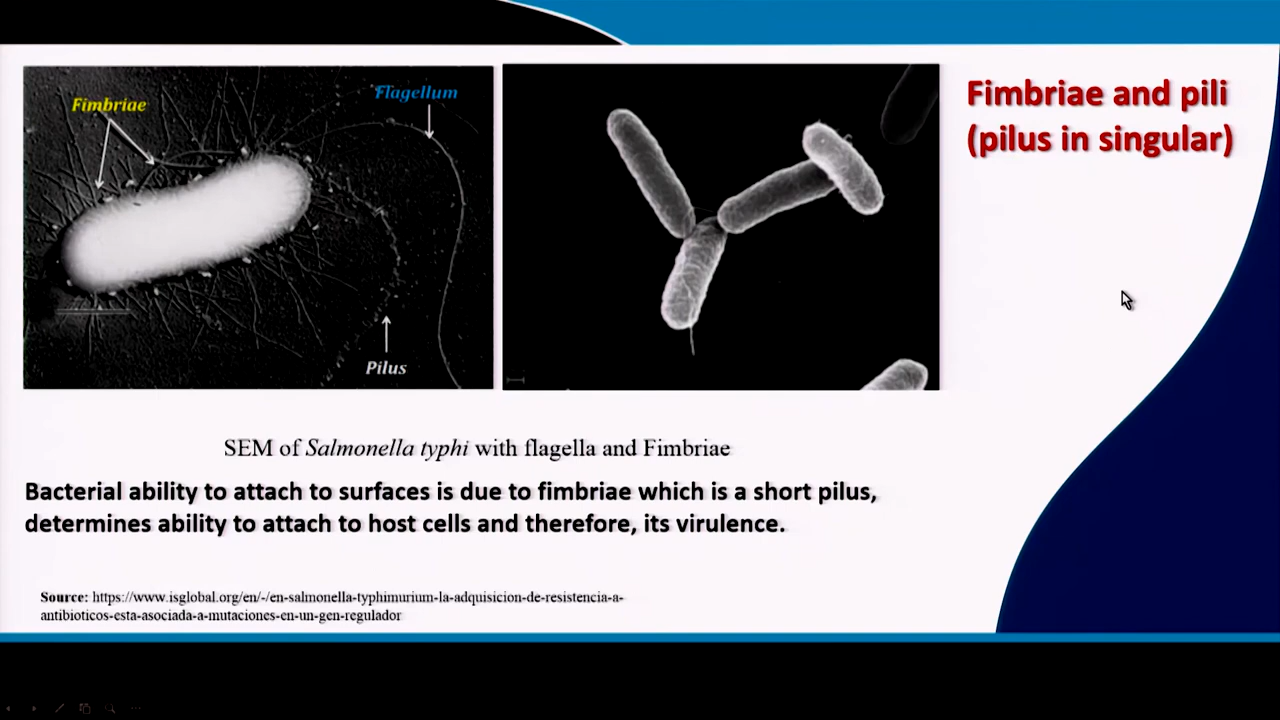 Fimbriae
Flagellum
Pilus
Fimbriae and pili
(pilus in singular)
SEM of Salmonella typhi with flagella and Fimbriae
Bacterial ability to attach to surfaces is due to fimbriae which is a short pilus,
determines ability to attach to host cells and therefore, its virulence.
Source: https://www.isglobal.org/en/-/en-salmonella-typhimurium-la-adquisicion-de-resistencia-a-
antibioticos-esta-asociada-a-mutaciones-en-un-gen-regulador